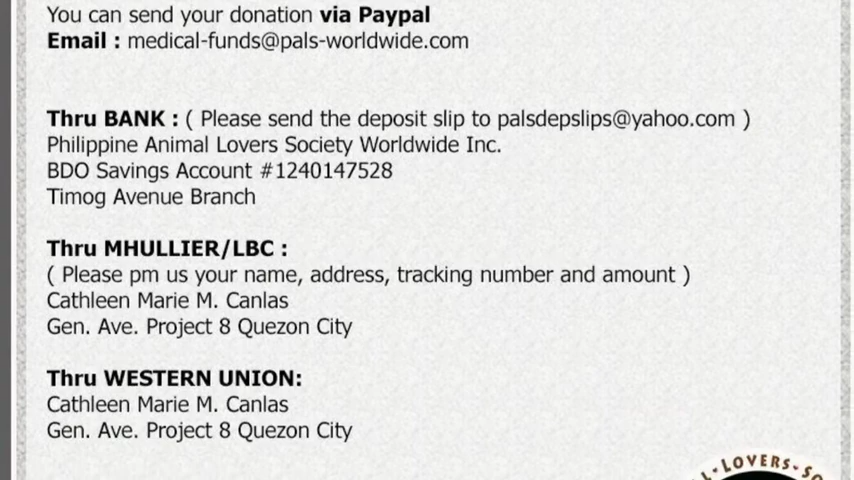 You can send your donation via Paypal
Email : medical-funds@pals-worldwide.com
Thru BANK : ( Please send the deposit slip to palsdepslips@yahoo.com )
Philippine Animal Lovers Society Worldwide Inc.
BDO Savings Account #1240147528
Timog Avenue Branch
Thru MHULLIER/LBC :
( Please pm us your name, address, tracking number and amount )
Cathleen Marie M. Canlas
Gen. Ave. Project 8 Quezon City
Thru WESTERN UNION:
Cathleen Marie M. Canlas
Gen. Ave. Project 8 Quezon City
L•LOVERS•SO